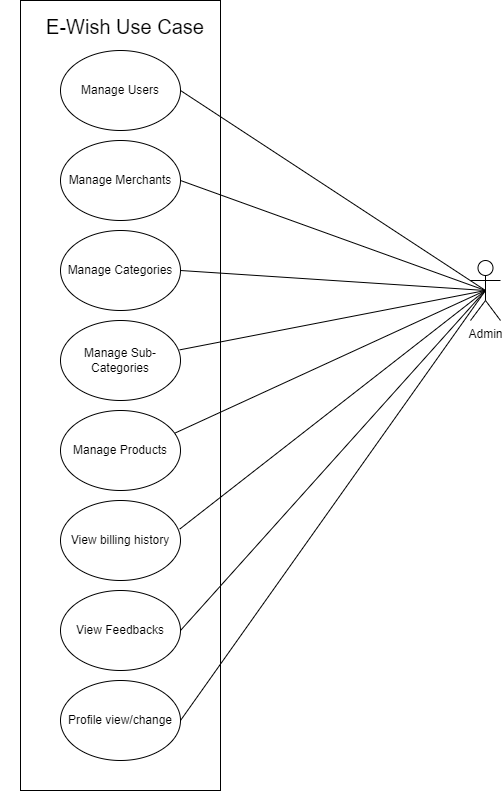 E-Wish Use Case
Manage Users
Manage Merchants
Manage Categories
Manage Sub-
Categories
Manage Products
View billing history
View Feedbacks
Profile view/change
Admin